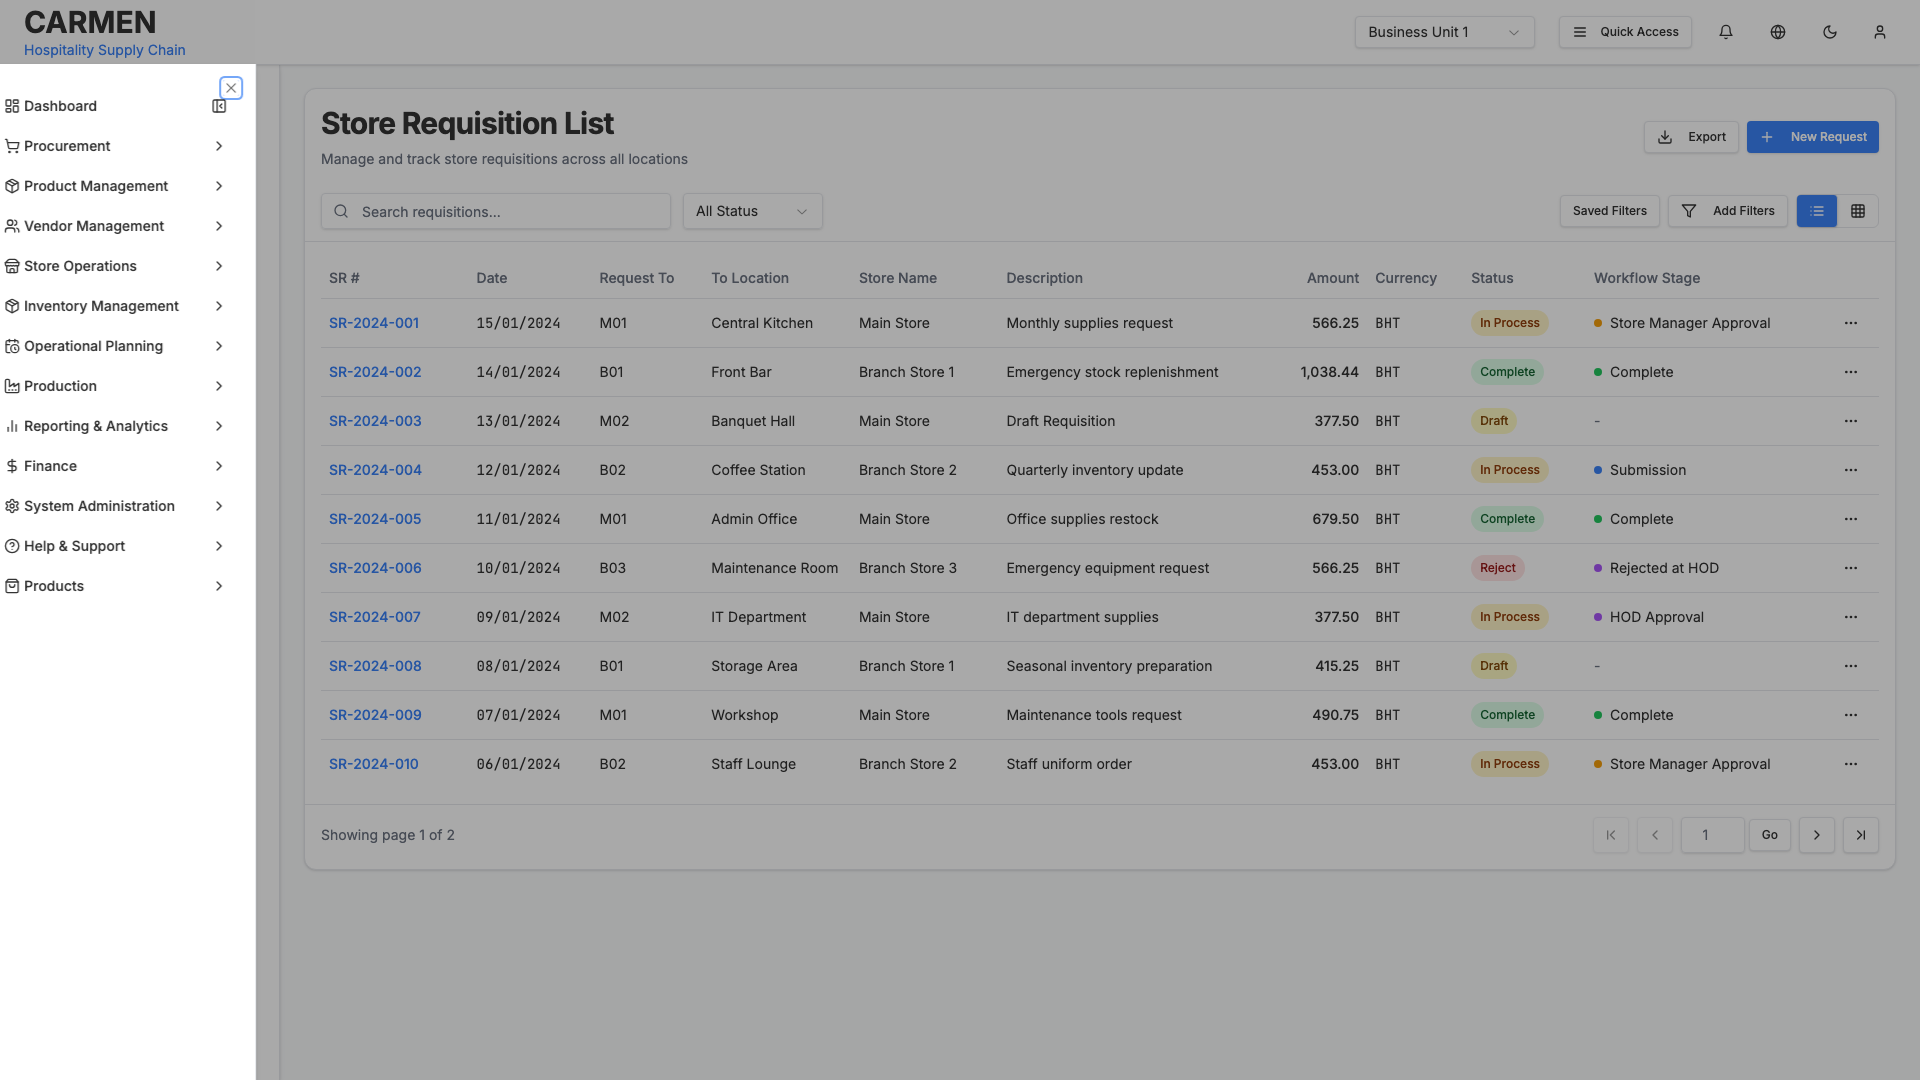 CARMEN
Hospitality Supply Chain
Business Unit 1
Quick Access
Dashboard
Procurement
Product Management
Vendor Management
Store Operations
Inventory Management
Operational Planning
Production
Reporting & Analytics
Finance
System Administration
Help & Support
Products
Store Requisition List
Manage and track store requisitions across all locations
Export
New Request
Search requisitions...
All Status
Saved Filters
Add Filters
SR # Date Request To To Location Store Name Description Amount Currency Status Workflow Stage
SR-2024-001 15/01/2024 M01 Central Kitchen Main Store Monthly supplies request 566.25 BHT In Process Store Manager Approval
SR-2024-002 14/01/2024 B01 Front Bar Branch Store 1 Emergency stock replenishment 1,038.44 BHT Complete Complete
SR-2024-003 13/01/2024 M02 Banquet Hall Main Store Draft Requisition 377.50 BHT Draft -
SR-2024-004 12/01/2024 B02 Coffee Station Branch Store 2 Quarterly inventory update 453.00 BHT In Process Submission
SR-2024-005 11/01/2024 M01 Admin Office Main Store Office supplies restock 679.50 BHT Complete Complete
SR-2024-006 10/01/2024 B03 Maintenance Room Branch Store 3 Emergency equipment request 566.25 BHT Reject Rejected at HOD
SR-2024-007 09/01/2024 M02 IT Department Main Store IT department supplies 377.50 BHT In Process HOD Approval
SR-2024-008 08/01/2024 B01 Storage Area Branch Store 1 Seasonal inventory preparation 415.25 BHT Draft -
SR-2024-009 07/01/2024 M01 Workshop Main Store Maintenance tools request 490.75 BHT Complete Complete
SR-2024-010 06/01/2024 B02 Staff Lounge Branch Store 2 Staff uniform order 453.00 BHT In Process Store Manager Approval
Showing page 1 of 2
1
Go